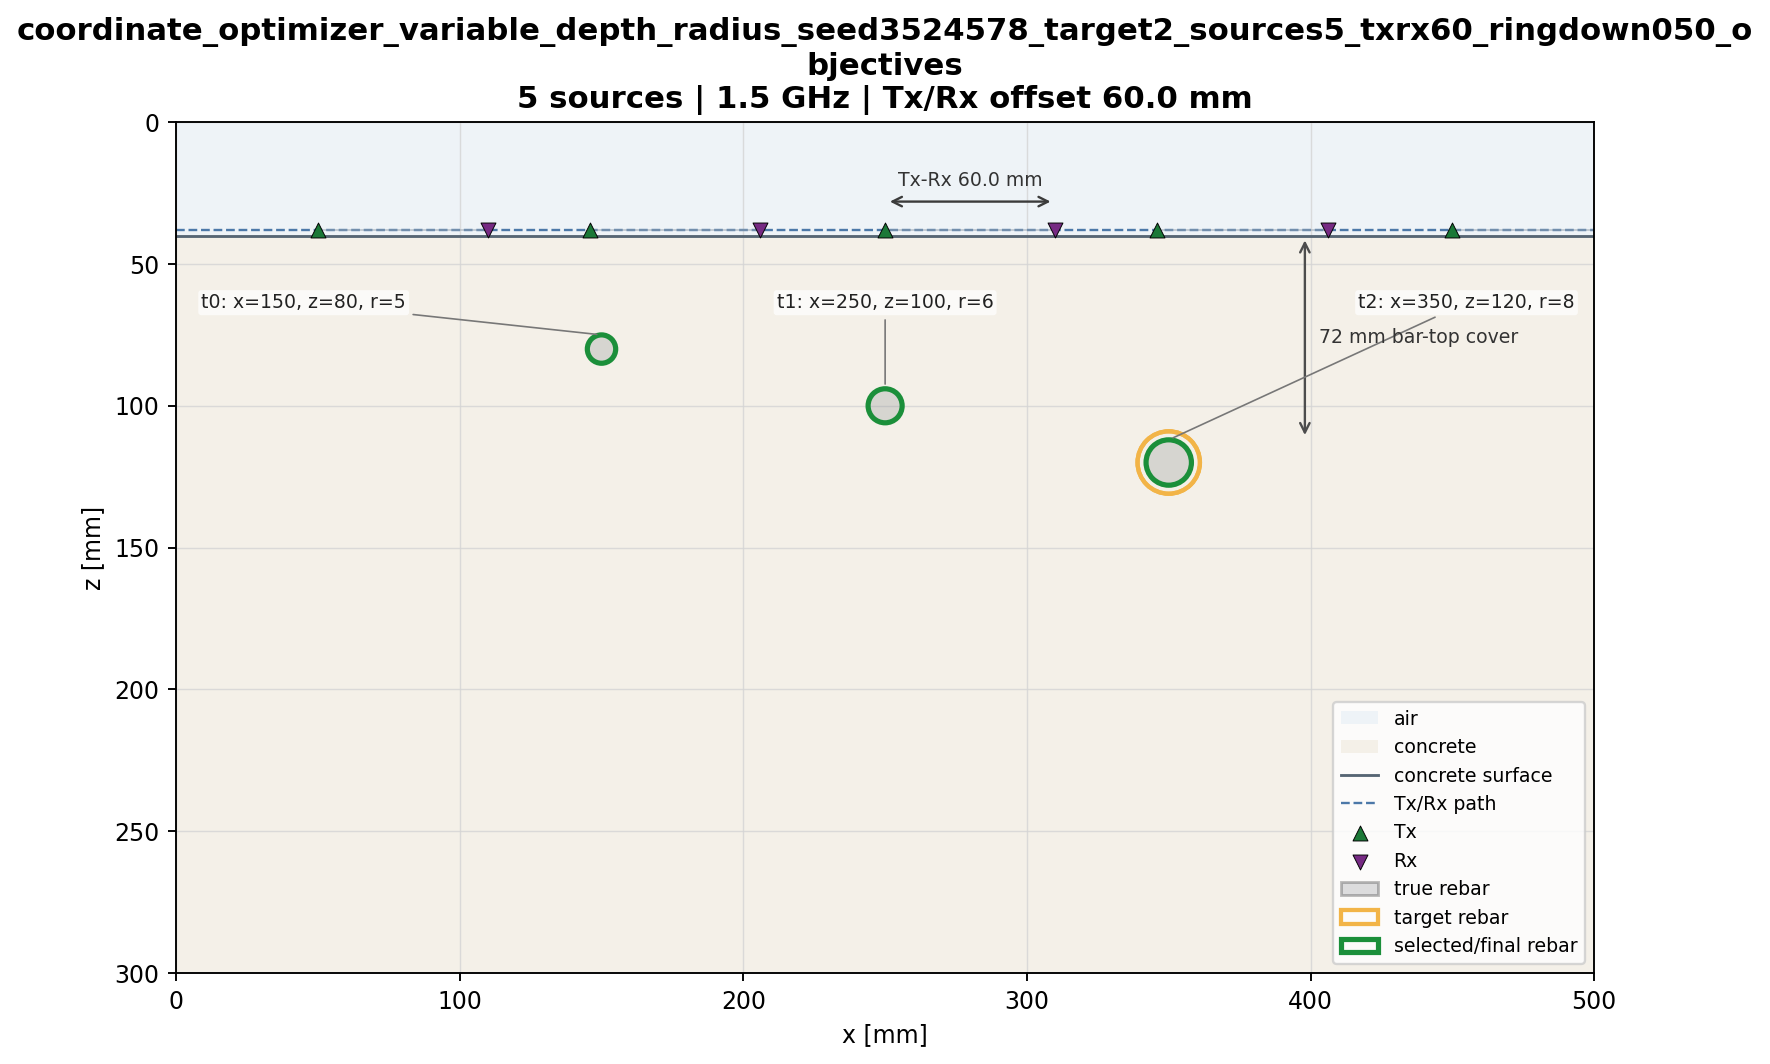 coordinate_optimizer_variable_depth_radius_seed3524578_target2_sources5_txrx60_ringdown050_o
bjectives
5 sources | 1.5 GHz | Tx/Rx offset 60.0 mm
0
Tx-Rx 60.0 mm
50
t0: x=150, z=80, r=5
t1: x=250, z=100, r=6
t2: x=350, z=120, r=8
72 mm bar-top cover
100
150
z [mm]
200
250
300
air
concrete
concrete surface
Tx/Rx path
Tx
Rx
true rebar
target rebar
selected/final rebar
0
100
200
300
400
500
x [mm]